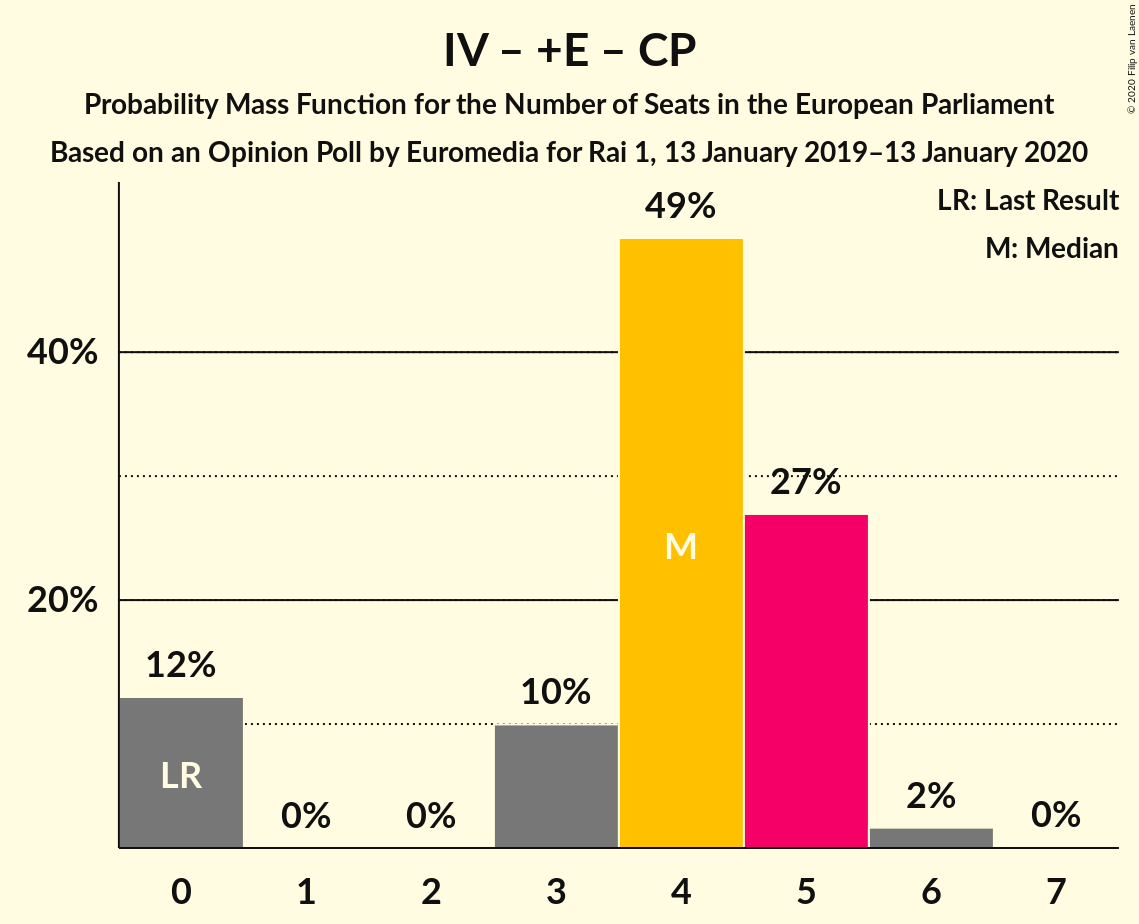 IV – +E – CP
Probability Mass Function for the Number of Seats in the European Parliament
Based on an Opinion Poll by Euromedia for Rai 1, 13 January 2019–13 January 2020
© 2020 Filip van Laenen
LR: Last Result
M: Median
49%
40%
27%
M
20%
12%
10%
LR
2%
0%
0%
0%
0 1 2 3 4 5 6 7